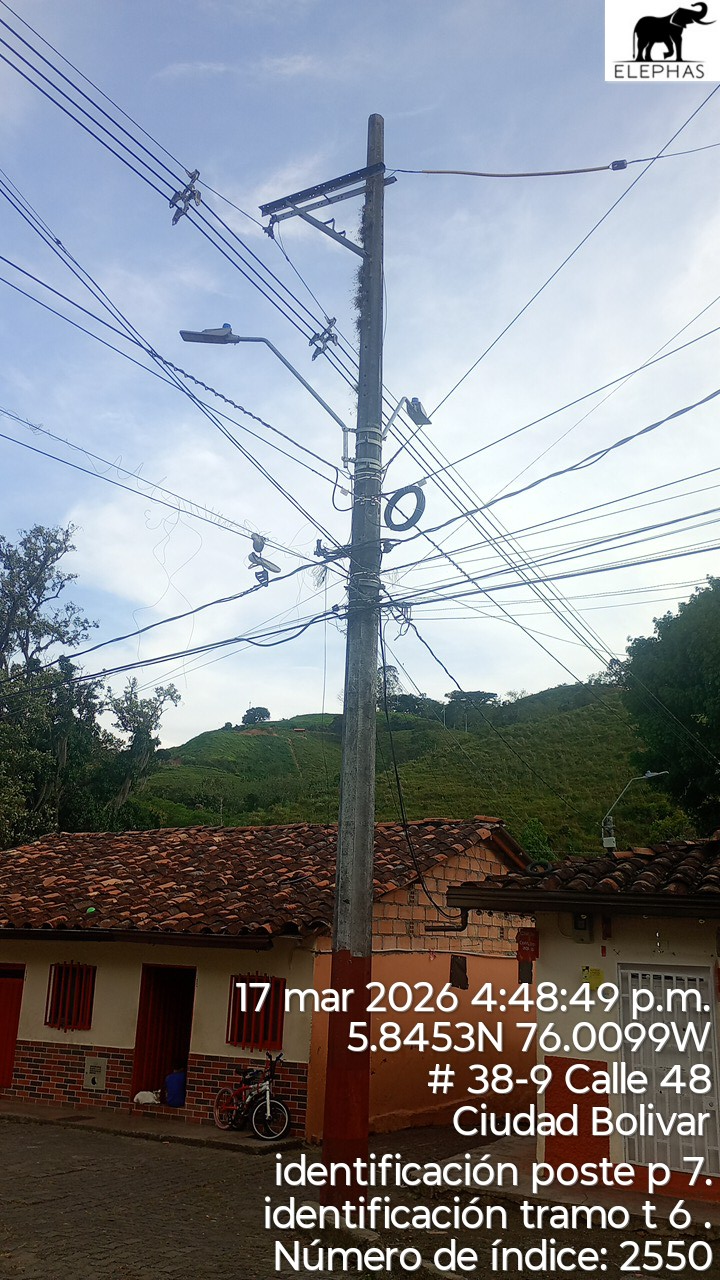 ELEPHAS
17 mar 2026 4:48:49 p.m.
5.8453N 76.0099W
# 38-9 Calle 48
Ciudad Bolivar
identificación poste p 7.
identificación tramo t 6 .
Número de índice: 2550